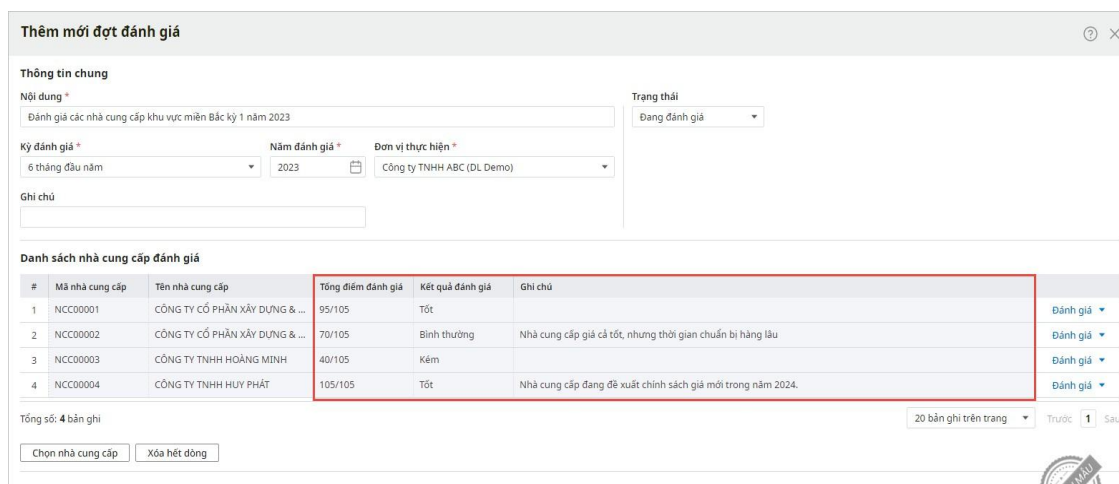 Thêm mới đợt đánh giá
Thông tin chung
Nội dung *
Trạng thái
Đánh giá các nhà cung cấp khu vực miền Bắc kỳ 1 năm 2023
Đang đánh giá
Kỳ đánh giá *
Năm đánh giá *
Đơn vị thực hiện *
6 tháng đầu năm
2023
Công ty TNHH ABC (DL Demo)
Ghi chú
Danh sách nhà cung cấp đánh giá
# Mã nhà cung cấp Tên nhà cung cấp Tổng điểm đánh giá Kết quả đánh giá Ghi chú
1 NCC00001 CÔNG TY CỔ PHẦN XÂY DỰNG & ... 95/105 Tốt Đánh giá
2 NCC00002 CÔNG TY CỔ PHẦN XÂY DỰNG & ... 70/105 Bình thường Nhà cung cấp giá cả tốt, nhưng thời gian chuẩn bị hàng lâu Đánh giá
3 NCC00003 CÔNG TY TNHH HOÀNG MINH 40/105 Kém Đánh giá
4 NCC00004 CÔNG TY TNHH HUY PHÁT 105/105 Tốt Nhà cung cấp đang đề xuất chính sách giá mới trong năm 2024. Đánh giá
Tổng số: 4 bản ghi
20 bản ghi trên trang
Trước 1 Sau
Chọn nhà cung cấp
Xóa hết dòng
MẪU